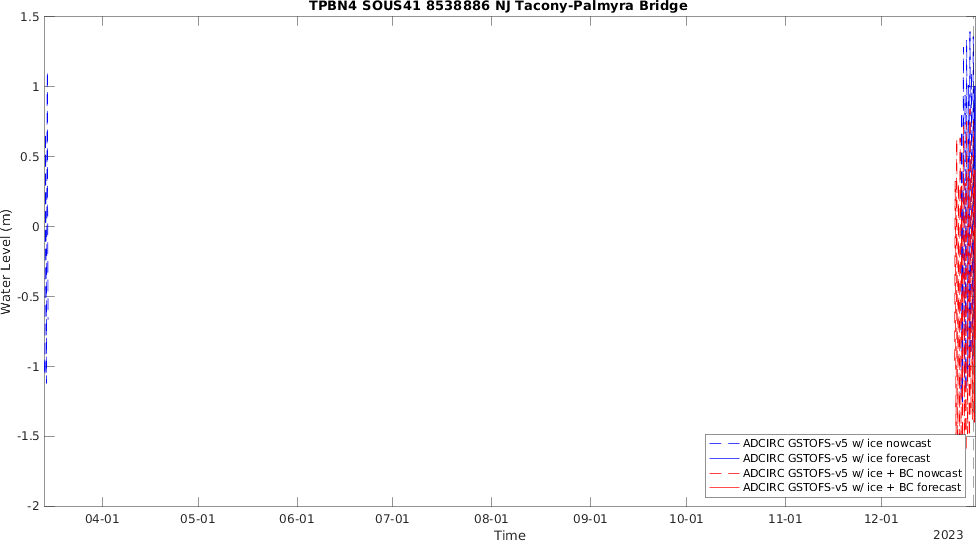 TPBN4 SOUS41 8538886 NJ Tacony-Palmyra Bridge
1.5
1
0.5
0
-0.5
-1
-1.5
-2
Water Level (m)
ADCIRC GSTOFS-v5 w/ ice nowcast
ADCIRC GSTOFS-v5 w/ ice forecast
ADCIRC GSTOFS-v5 w/ ice + BC nowcast
ADCIRC GSTOFS-v5 w/ ice + BC forecast
04-01 05-01 06-01 07-01 08-01 09-01 10-01 11-01 12-01
Time
2023